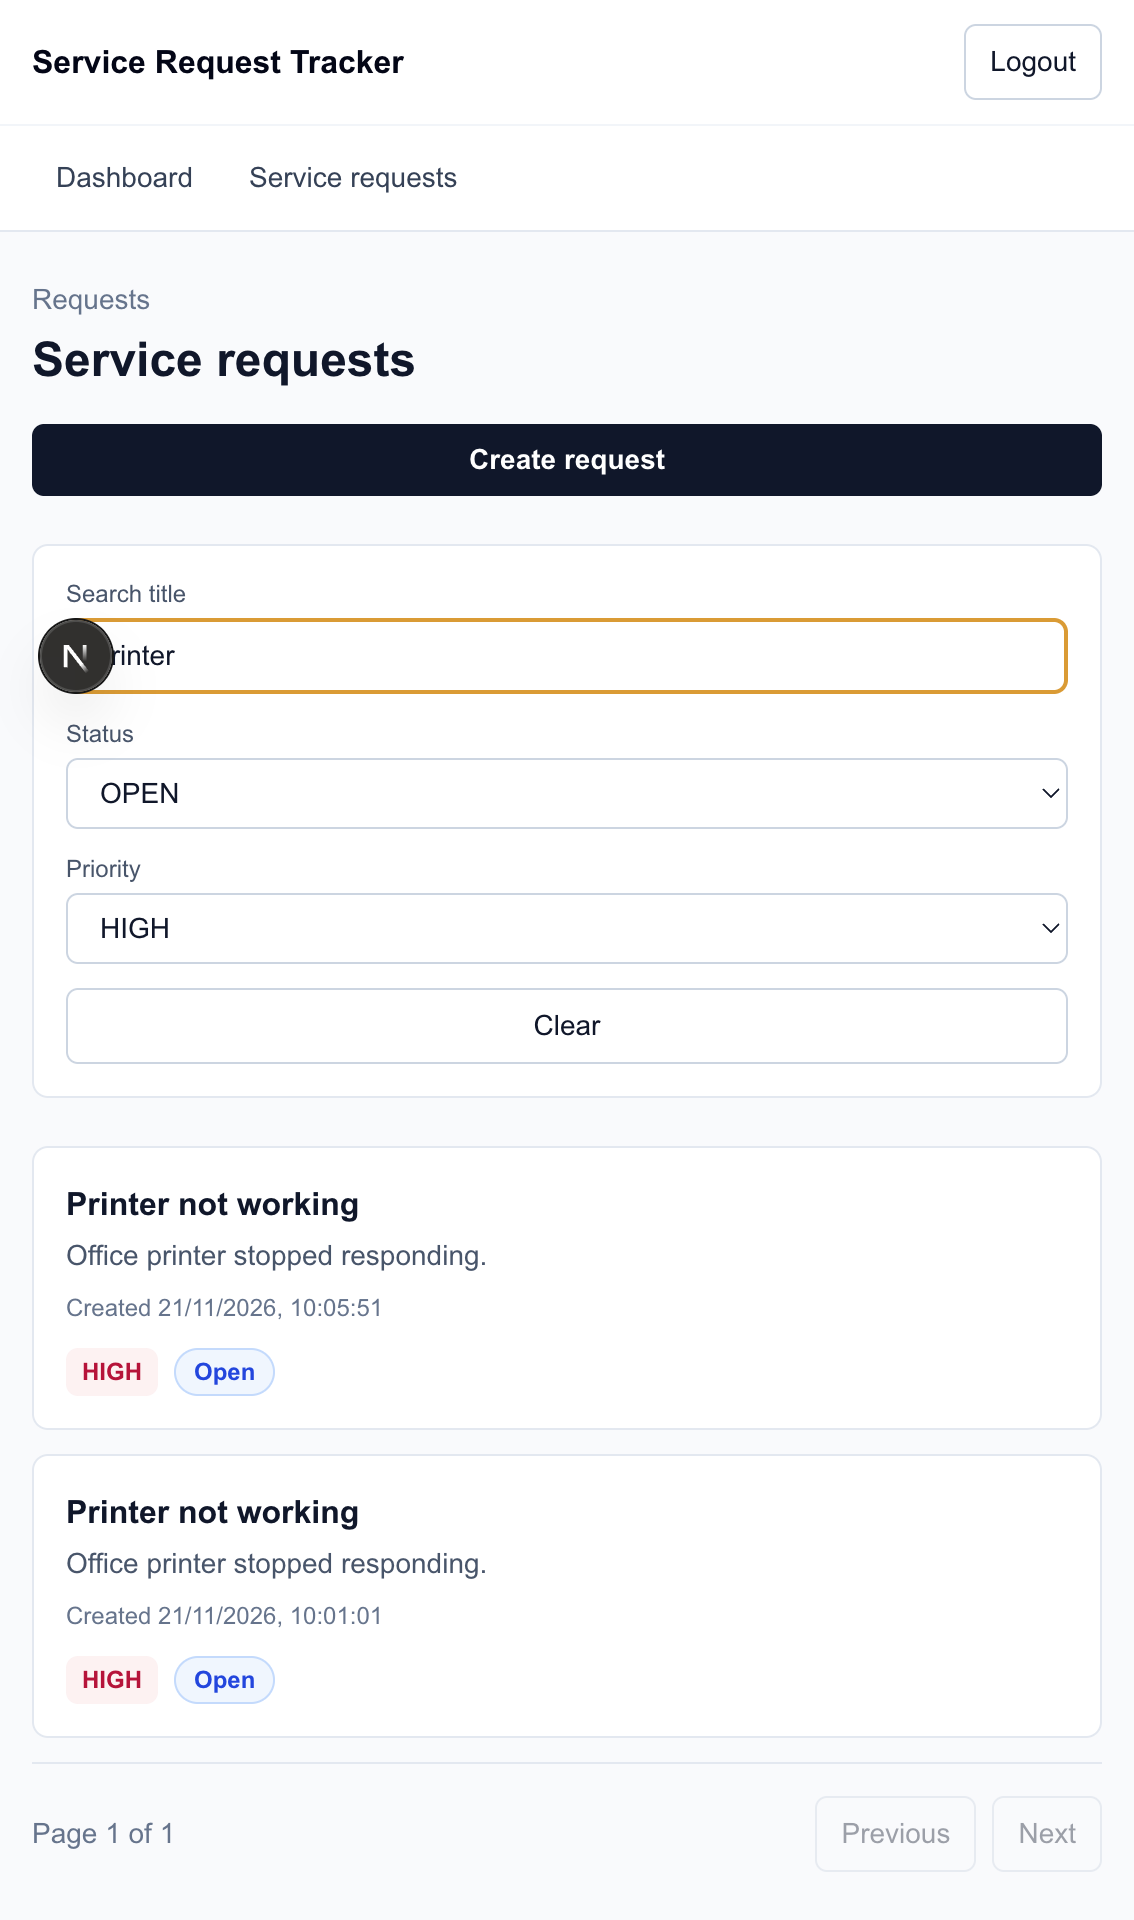 Service Request Tracker
Logout
Dashboard
Service requests
Requests
Service requests
Create request
Search title
N
rinter
Status
OPEN
Priority
HIGH
Clear
Printer not working
Office printer stopped responding.
Created 21/11/2026, 10:05:51
HIGH
Open
Printer not working
Office printer stopped responding.
Created 21/11/2026, 10:01:01
HIGH
Open
Page 1 of 1
Previous
Next